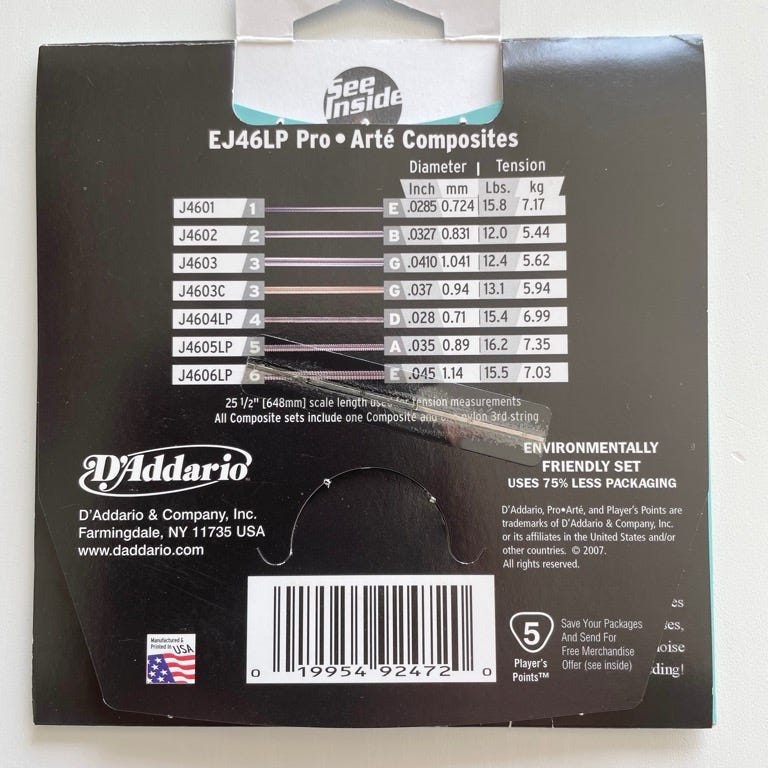 See
Inside
EJ46LP Pro • Arté Composites
Diameter | Tension
Inch mm Lbs. kg
J4601 1 E .0285 0.724 15.8 7.17
J4602 2 B .0327 0.831 12.0 5.44
J4603 3 G .0410 1.041 12.4 5.62
J4603C 3 G .037 0.94 13.1 5.94
J4604LP 4 D .028 0.71 15.4 6.99
J4605LP 5 A .035 0.89 16.2 7.35
J4606LP 6 E .045 1.14 15.5 7.03
25 1/2" [648mm] scale length used for tension measurements
All Composite sets include one Composite and one nylon 3rd string
ENVIRONMENTALLY
FRIENDLY SET
USES 75% LESS PACKAGING
D'Addario
D'Addario & Company, Inc.
Farmingdale, NY 11735 USA
www.daddario.com
D'Addario, Pro•Arté, and Player's Points are
trademarks of D'Addario & Company, Inc.
or its affiliates in the United States and/or
other countries. © 2007.
All rights reserved.
Manufactured &
Printed in USA
0 19954 92472 0
5
Player's
Points™
Save Your Packages
And Send For
Free Merchandise
Offer (see inside)